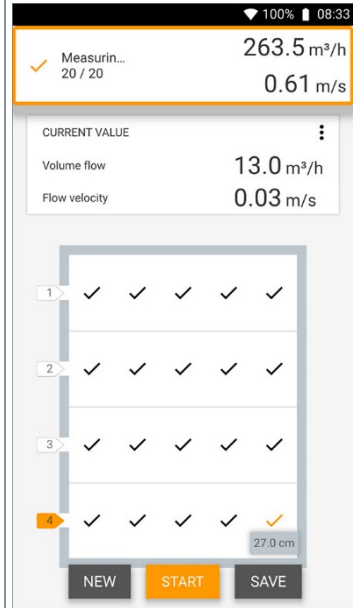 100% 08:33
Measurin... 263.5 m³/h
20 / 20 0.61 m/s
CURRENT VALUE
Volume flow 13.0 m³/h
Flow velocity 0.03 m/s
1
2
3
4
27.0 cm
NEW START SAVE